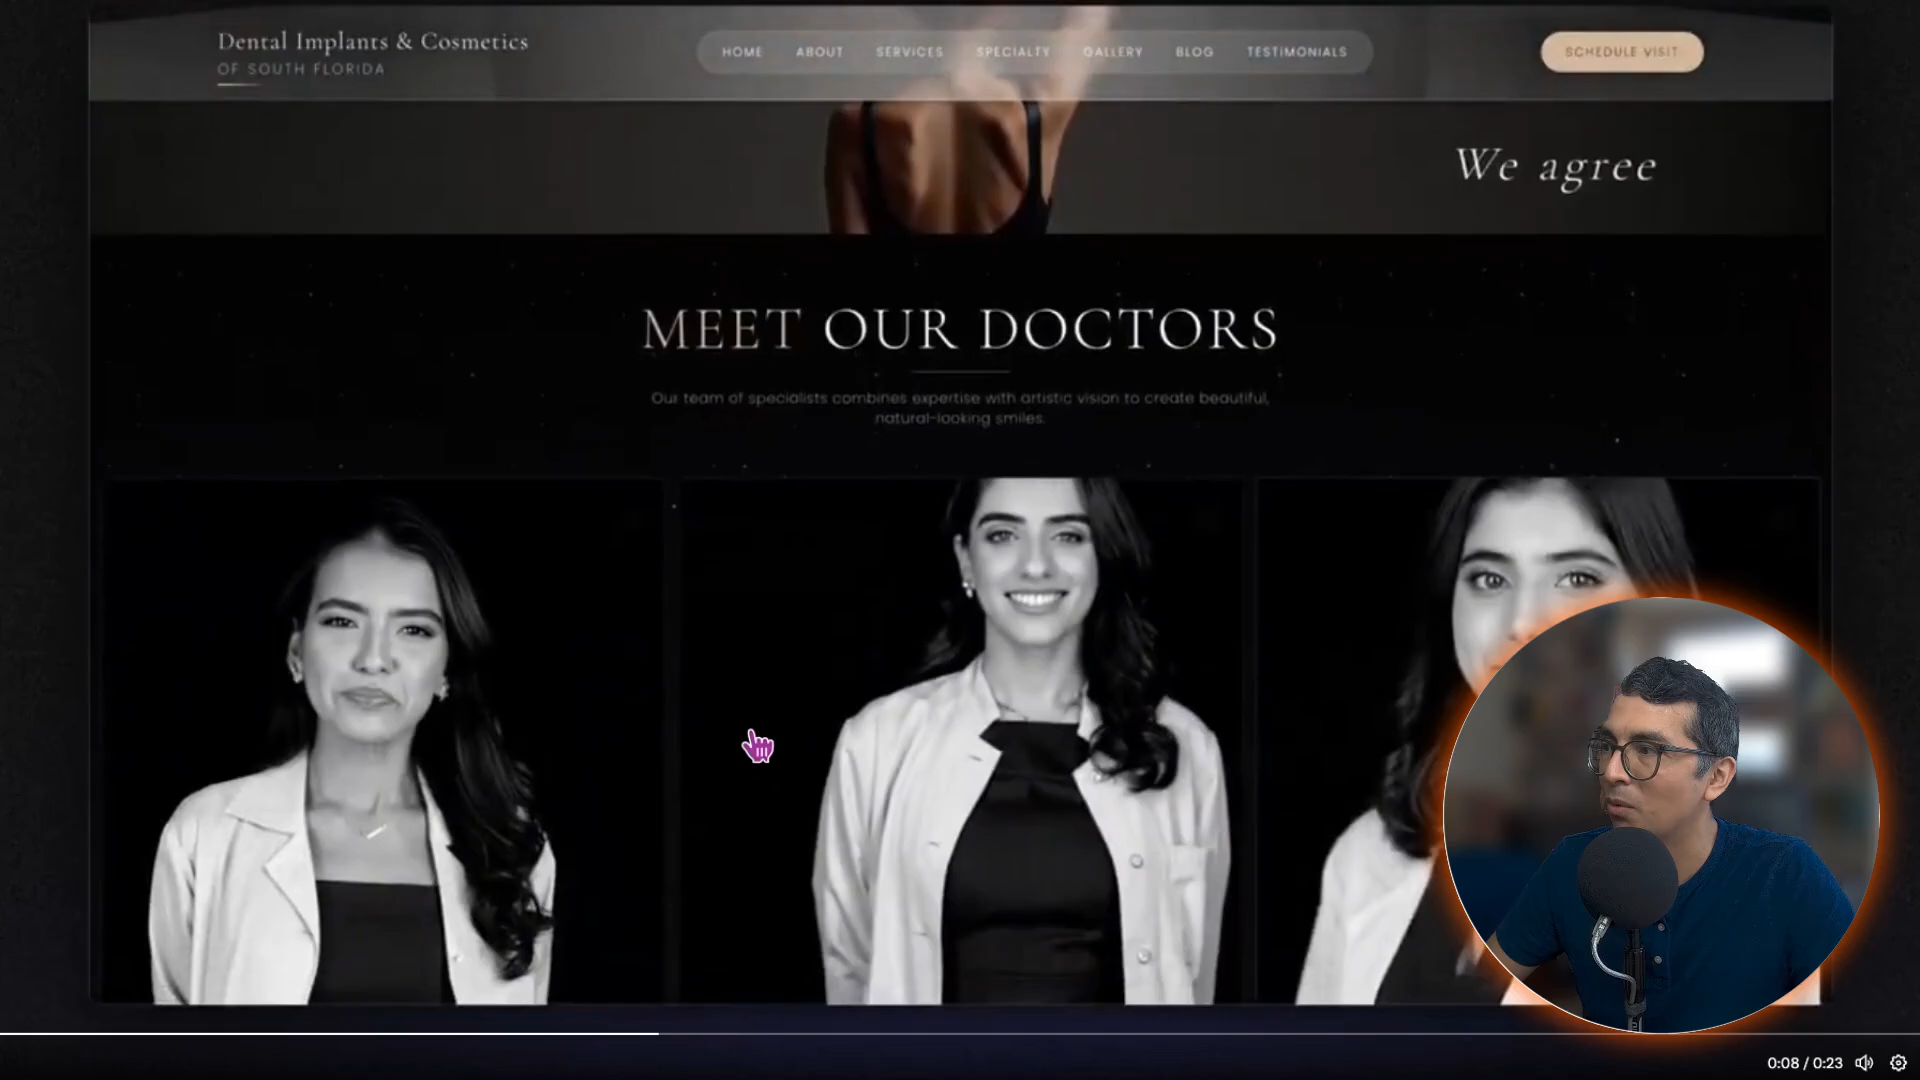 Dental Implants & Cosmetics
OF SOUTH FLORIDA
HOME ABOUT SERVICES SPECIALTY GALLERY BLOG TESTIMONIALS
SCHEDULE VISIT
We agree
MEET OUR DOCTORS
Our team of specialists combines expertise with artistic vision to create beautiful,
natural-looking smiles.
0:08 / 0:23